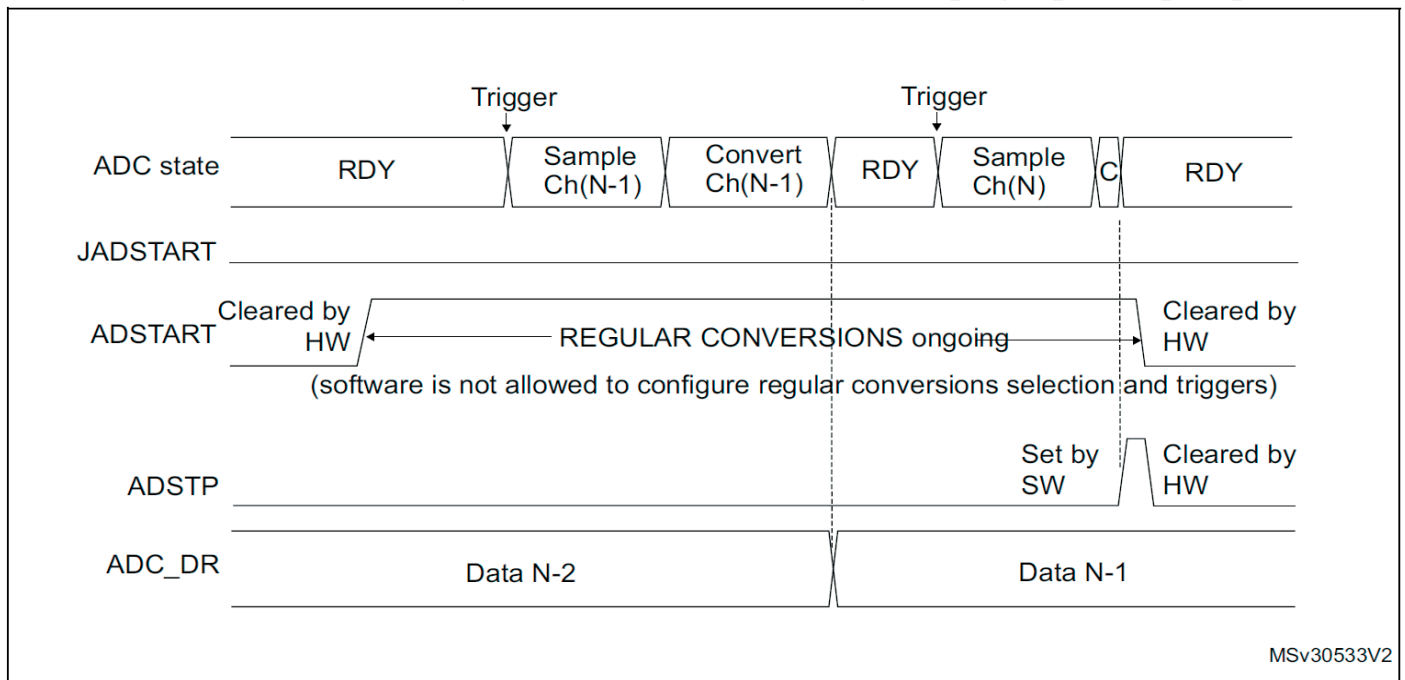 Trigger
Trigger
ADC state
RDY
Sample
Ch(N-1)
Convert
Ch(N-1)
RDY
Sample
Ch(N)
C
RDY
JADSTART
ADSTART
Cleared by
HW
REGULAR CONVERSIONS ongoing
Cleared by
HW
(software is not allowed to configure regular conversions selection and triggers)
ADSTP
Set by
SW
Cleared by
HW
ADC_DR
Data N-2
Data N-1
MSv30533V2